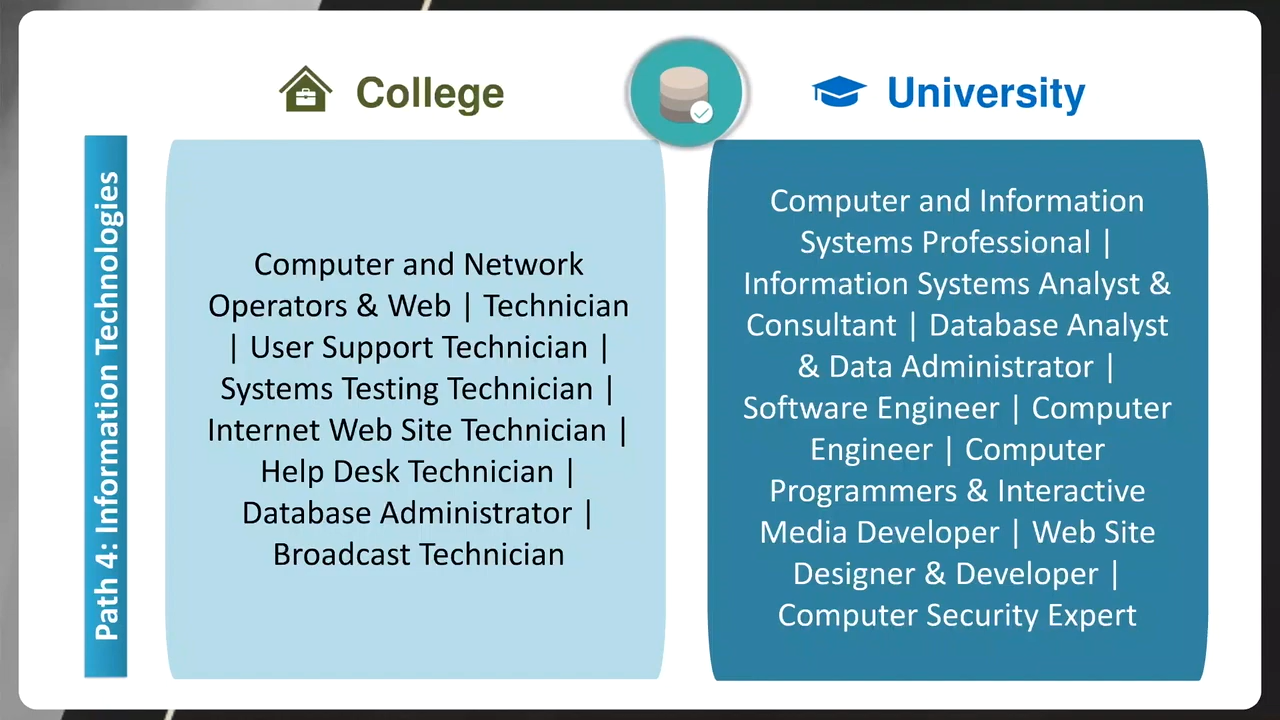 College
University
Path 4: Information Technologies
Computer and Network
Operators & Web | Technician
| User Support Technician |
Systems Testing Technician |
Internet Web Site Technician |
Help Desk Technician |
Database Administrator |
Broadcast Technician
Computer and Information
Systems Professional |
Information Systems Analyst &
Consultant | Database Analyst
& Data Administrator |
Software Engineer | Computer
Engineer | Computer
Programmers & Interactive
Media Developer | Web Site
Designer & Developer |
Computer Security Expert